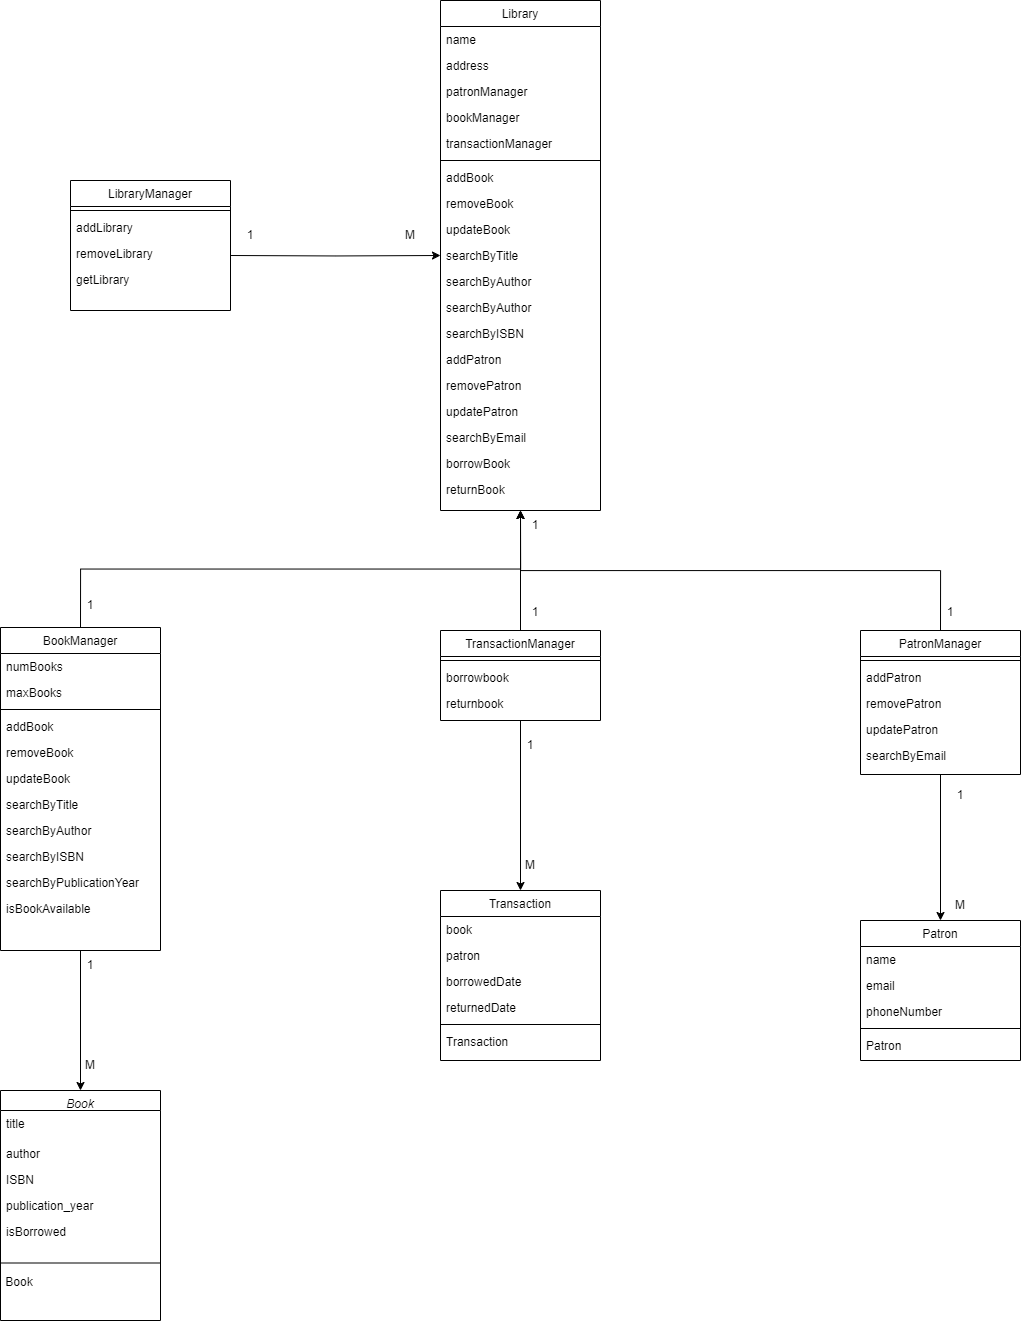 Library
name
address
patronManager
bookManager
transactionManager
addBook
removeBook
updateBook
searchByTitle
searchByAuthor
searchByAuthor
searchByISBN
addPatron
removePatron
updatePatron
searchByEmail
borrowBook
returnBook
LibraryManager
addLibrary
removeLibrary
getLibrary
1
M
1
1
1
1
BookManager
numBooks
maxBooks
addBook
removeBook
updateBook
searchByTitle
searchByAuthor
searchByISBN
searchByPublicationYear
isBookAvailable
1
M
Book
title
author
ISBN
publication_year
isBorrowed
Book
TransactionManager
borrowbook
returnbook
1
M
Transaction
book
patron
borrowedDate
returnedDate
Transaction
PatronManager
addPatron
removePatron
updatePatron
searchByEmail
1
M
Patron
name
email
phoneNumber
Patron